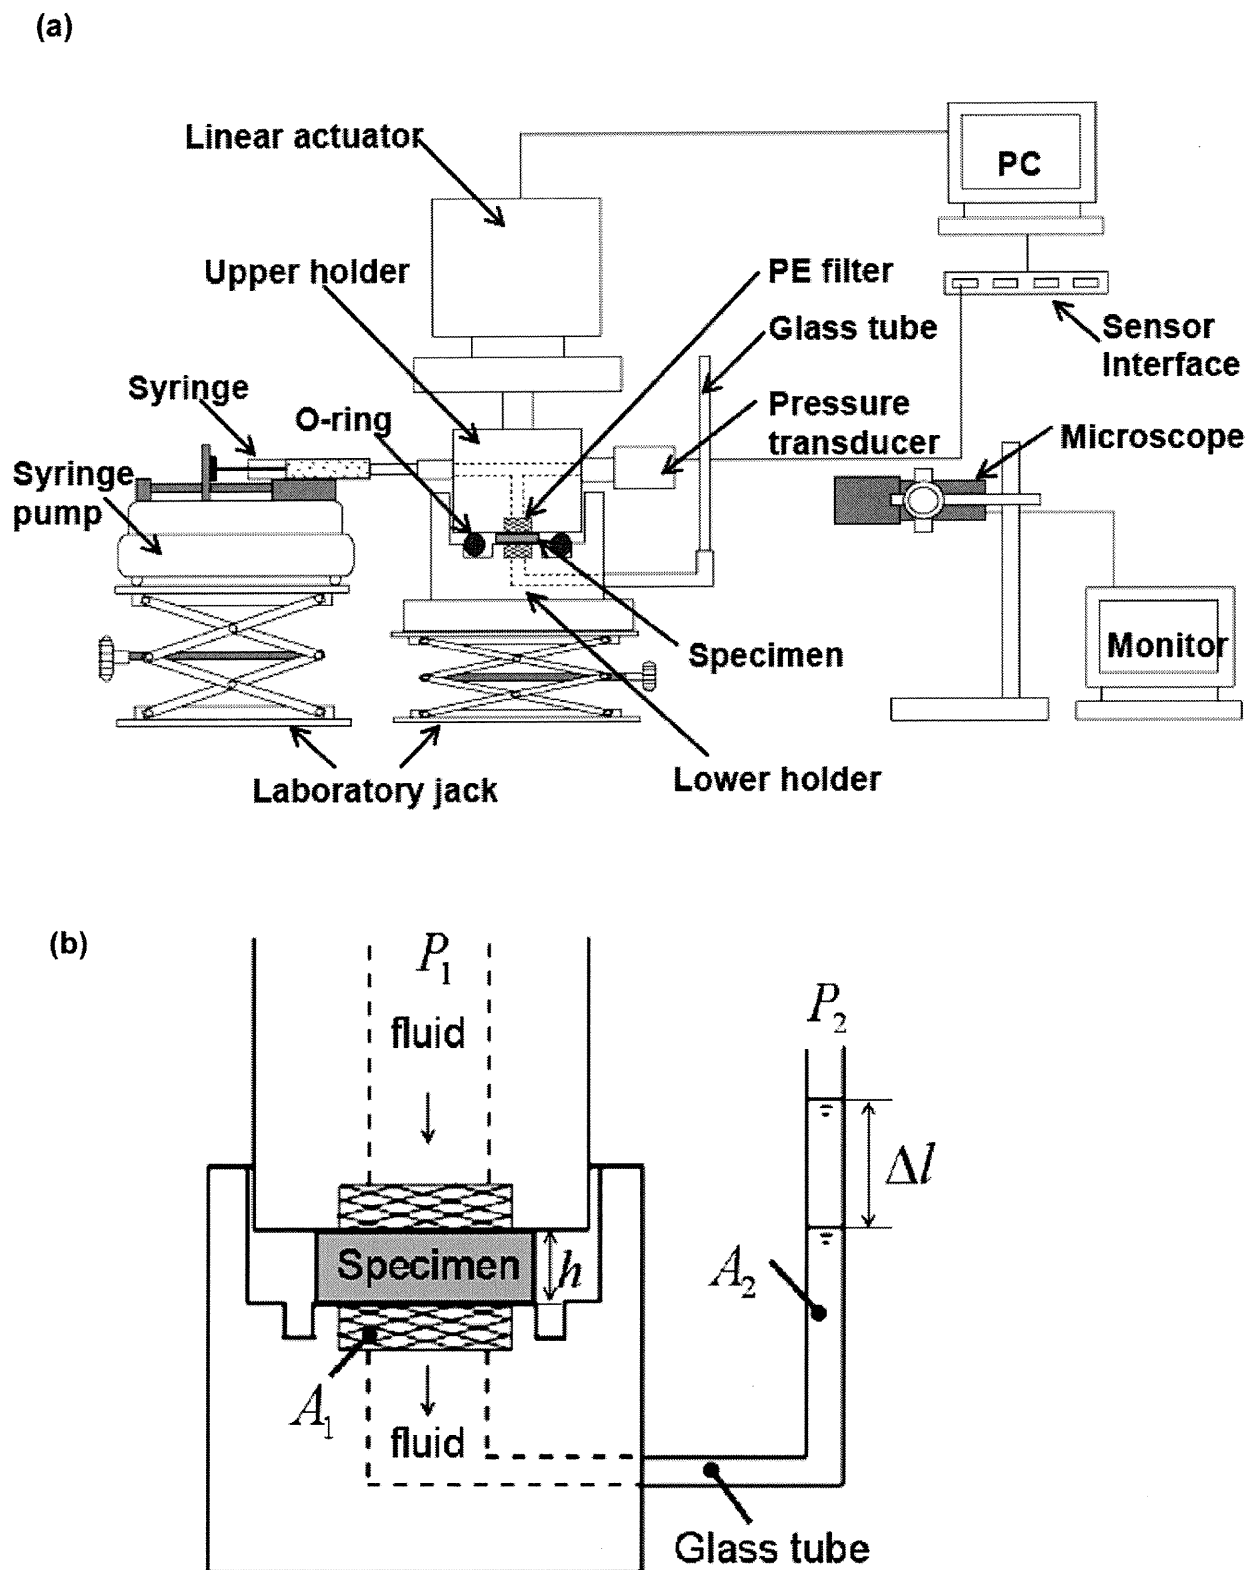 (a)
Linear actuator
PC
Upper holder
PE filter
Glass tube
Sensor
Interface
Syringe
O-ring
Pressure
transducer
Microscope
Syringe
pump
Specimen
Monitor
Laboratory jack
Lower holder
(b)
P₁
fluid
P₂
Δl
Specimen
h
A₂
A₁
fluid
Glass tube